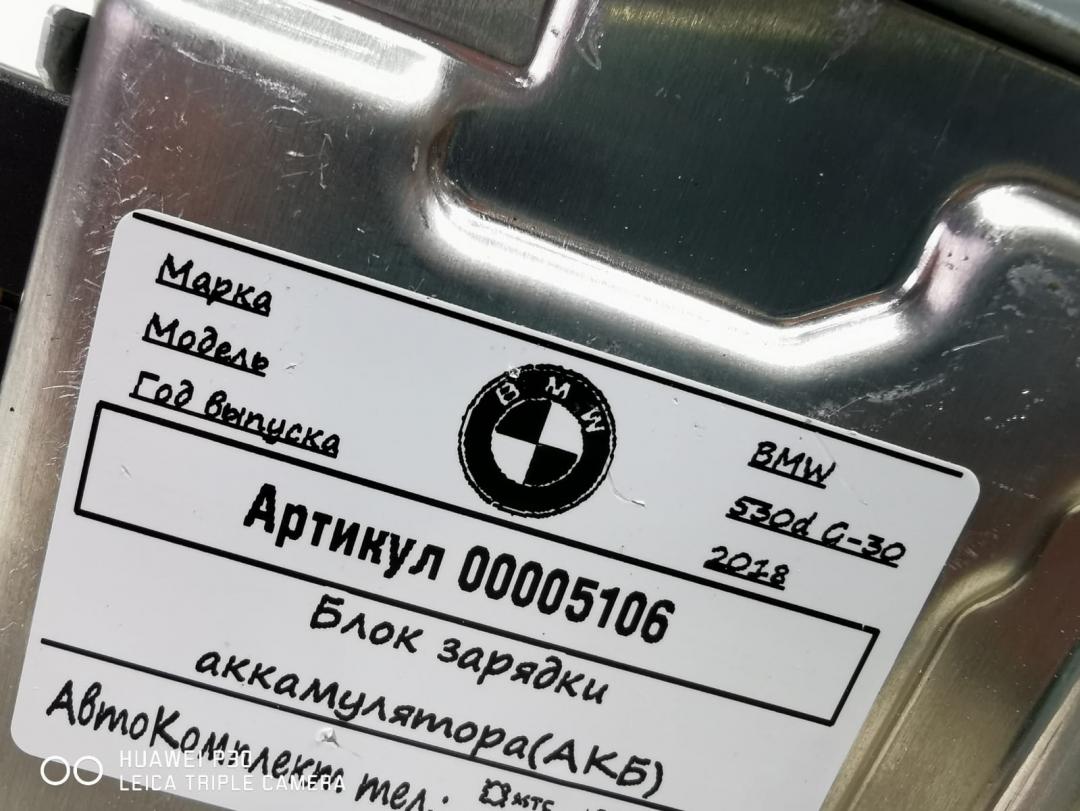 Марка
BMW
Модель
530d G-30
Год выпуска
2018
BMW
Артикул 00005106
Блок зарядки
аккамулятора(АКБ)
АвтоКомплект тел.: МТС
HUAWEI P30
LEICA TRIPLE CAMERA